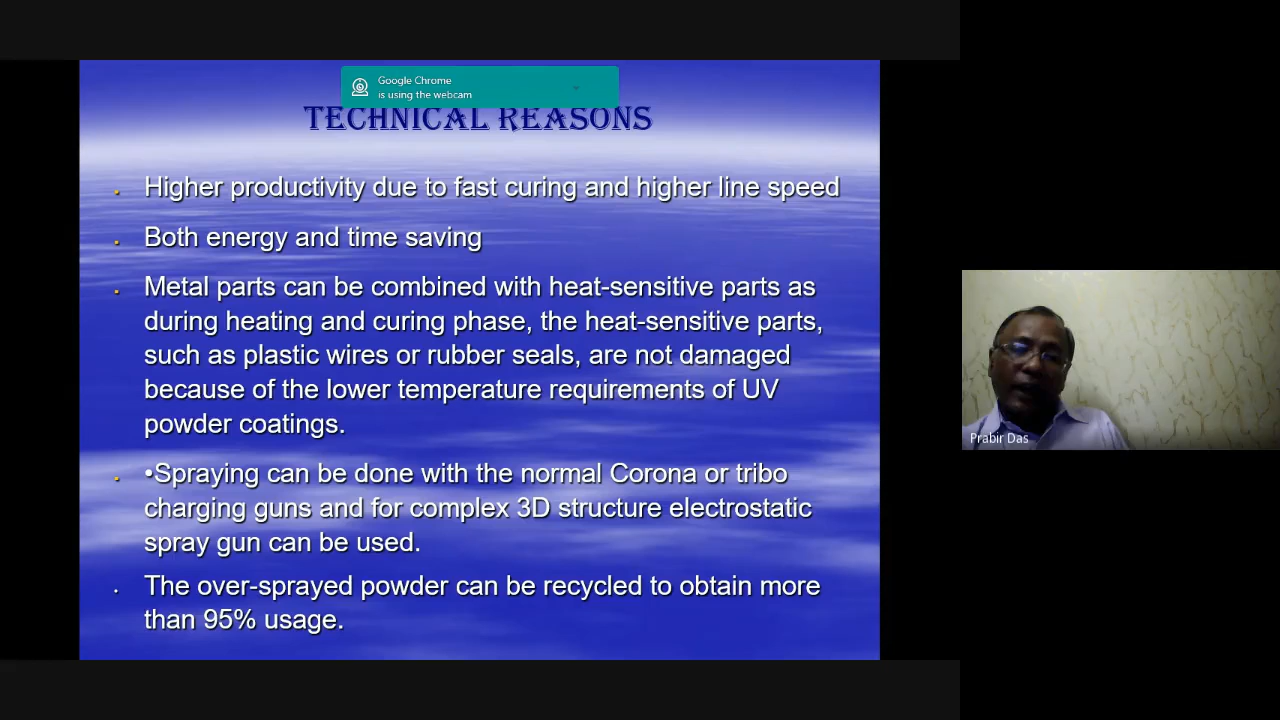 Google Chrome
is using the webcam
TECHNICAL REASONS
Higher productivity due to fast curing and higher line speed
Both energy and time saving
Metal parts can be combined with heat-sensitive parts as
during heating and curing phase, the heat-sensitive parts,
such as plastic wires or rubber seals, are not damaged
because of the lower temperature requirements of UV
powder coatings.
•Spraying can be done with the normal Corona or tribo
charging guns and for complex 3D structure electrostatic
spray gun can be used.
The over-sprayed powder can be recycled to obtain more
than 95% usage.
Prabir Das